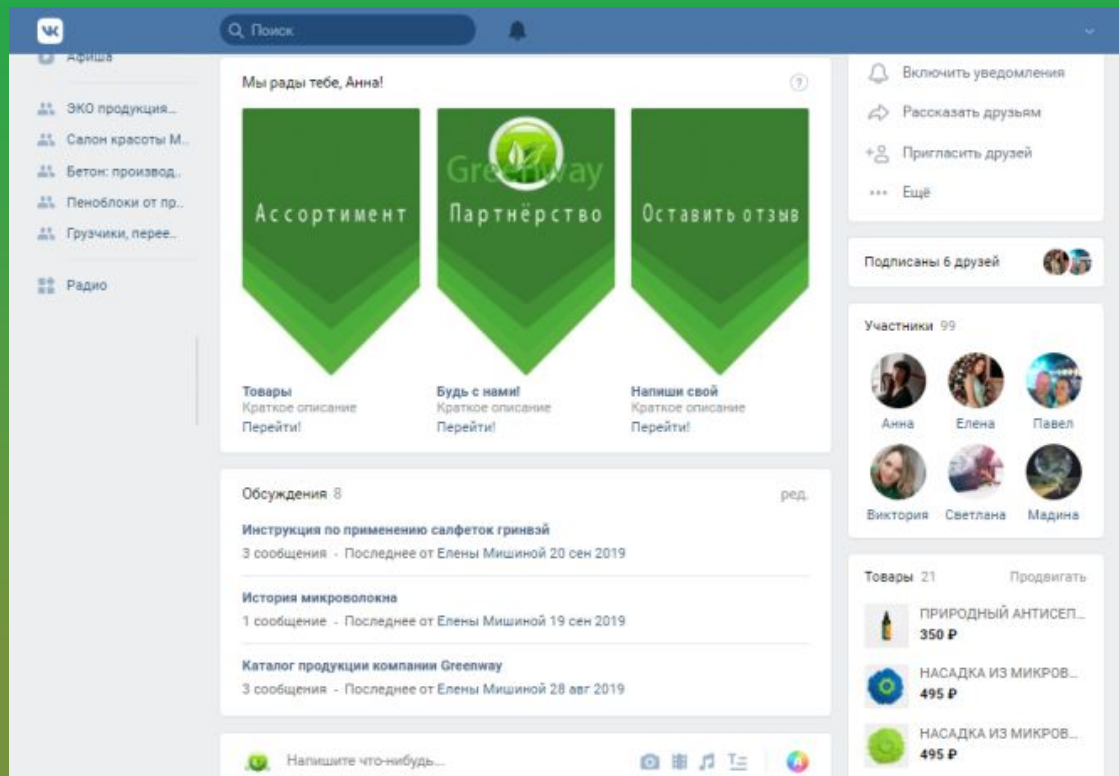 Поиск
Афиша
ЭКО продукция...
Салон красоты М...
Бетон: производ...
Пеноблоки от пр...
Грузчики, перее...
Радио
Мы рады тебе, Анна!
?
Ассортимент
Greenway
Партнёрство
Оставить отзыв
Товары
Краткое описание
Перейти!
Будь с нами!
Краткое описание
Перейти!
Напиши свой
Краткое описание
Перейти!
Обсуждения 8
ред.
Инструкция по применению салфеток гринвэй
3 сообщения - Последнее от Елены Мишиной 20 сен 2019
История микроволокна
1 сообщение - Последнее от Елены Мишиной 19 сен 2019
Каталог продукции компании Greenway
3 сообщения - Последнее от Елены Мишиной 28 авг 2019
Напишите что-нибудь...
Включить уведомления
Рассказать друзьям
Пригласить друзей
Ещё
Подписаны 6 друзей
Участники 99
Анна Елена Павел
Виктория Светлана Мадина
Товары 21 Продвигать
ПРИРОДНЫЙ АНТИСЕП...
350 ₽
НАСАДКА ИЗ МИКРОВ...
495 ₽
НАСАДКА ИЗ МИКРОВ...
495 ₽